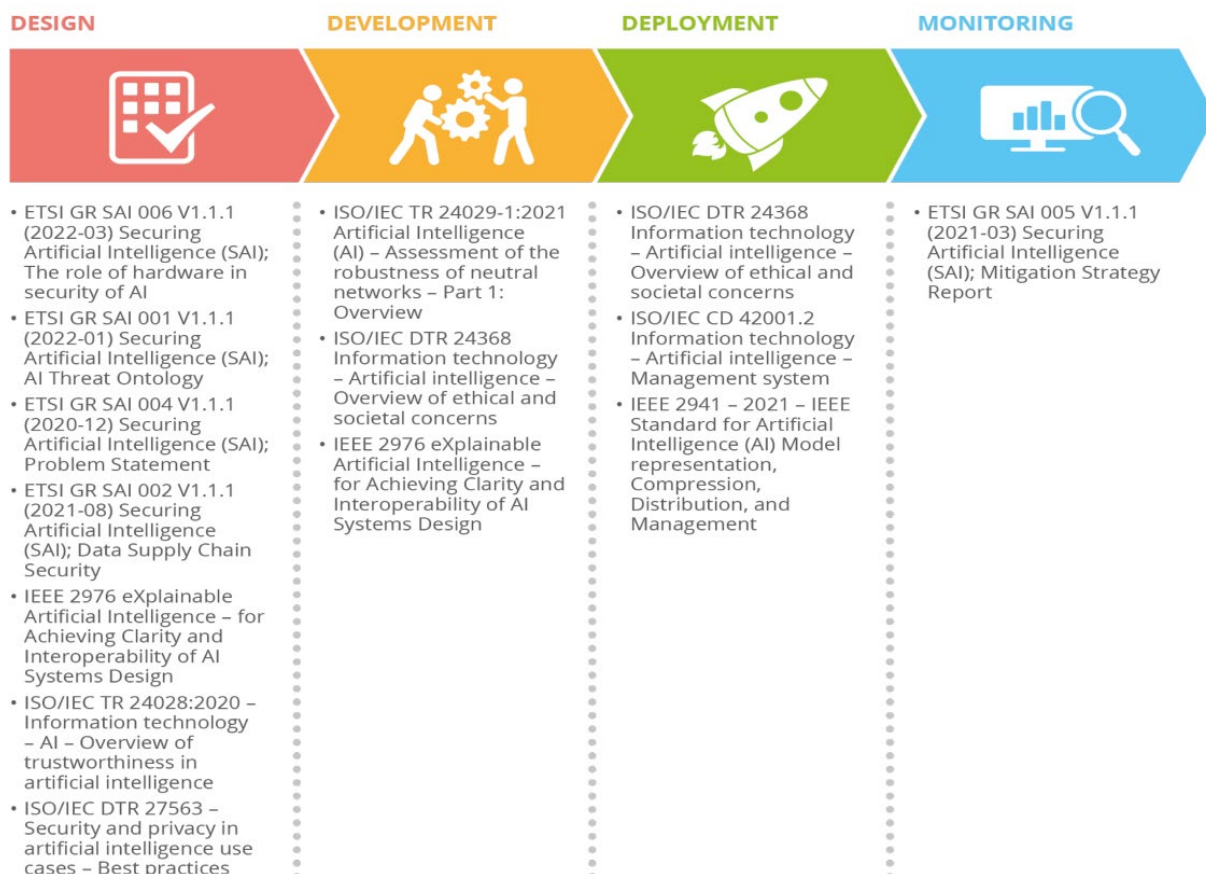 DESIGN
DEVELOPMENT
DEPLOYMENT
MONITORING
• ETSI GR SAI 006 V1.1.1
(2022-03) Securing
Artificial Intelligence (SAI);
The role of hardware in
security of AI
• ETSI GR SAI 001 V1.1.1
(2022-01) Securing
Artificial Intelligence (SAI);
AI Threat Ontology
• ETSI GR SAI 004 V1.1.1
(2020-12) Securing
Artificial Intelligence (SAI);
Problem Statement
• ETSI GR SAI 002 V1.1.1
(2021-08) Securing
Artificial Intelligence
(SAI); Data Supply Chain
Security
• IEEE 2976 eXplainable
Artificial Intelligence – for
Achieving Clarity and
Interoperability of AI
Systems Design
• ISO/IEC TR 24028:2020 –
Information technology
– AI – Overview of
trustworthiness in
artificial intelligence
• ISO/IEC DTR 27563 –
Security and privacy in
artificial intelligence use
cases – Best practices
• ISO/IEC TR 24029-1:2021
Artificial Intelligence
(AI) – Assessment of the
robustness of neutral
networks – Part 1:
Overview
• ISO/IEC DTR 24368
Information technology
– Artificial intelligence –
Overview of ethical and
societal concerns
• IEEE 2976 eXplainable
Artificial Intelligence –
for Achieving Clarity and
Interoperability of AI
Systems Design
• ISO/IEC DTR 24368
Information technology
– Artificial intelligence –
Overview of ethical and
societal concerns
• ISO/IEC CD 42001.2
Information technology
– Artificial intelligence –
Management system
• IEEE 2941 – 2021 – IEEE
Standard for Artificial
Intelligence (AI) Model
representation,
Compression,
Distribution, and
Management
• ETSI GR SAI 005 V1.1.1
(2021-03) Securing
Artificial Intelligence
(SAI); Mitigation Strategy
Report